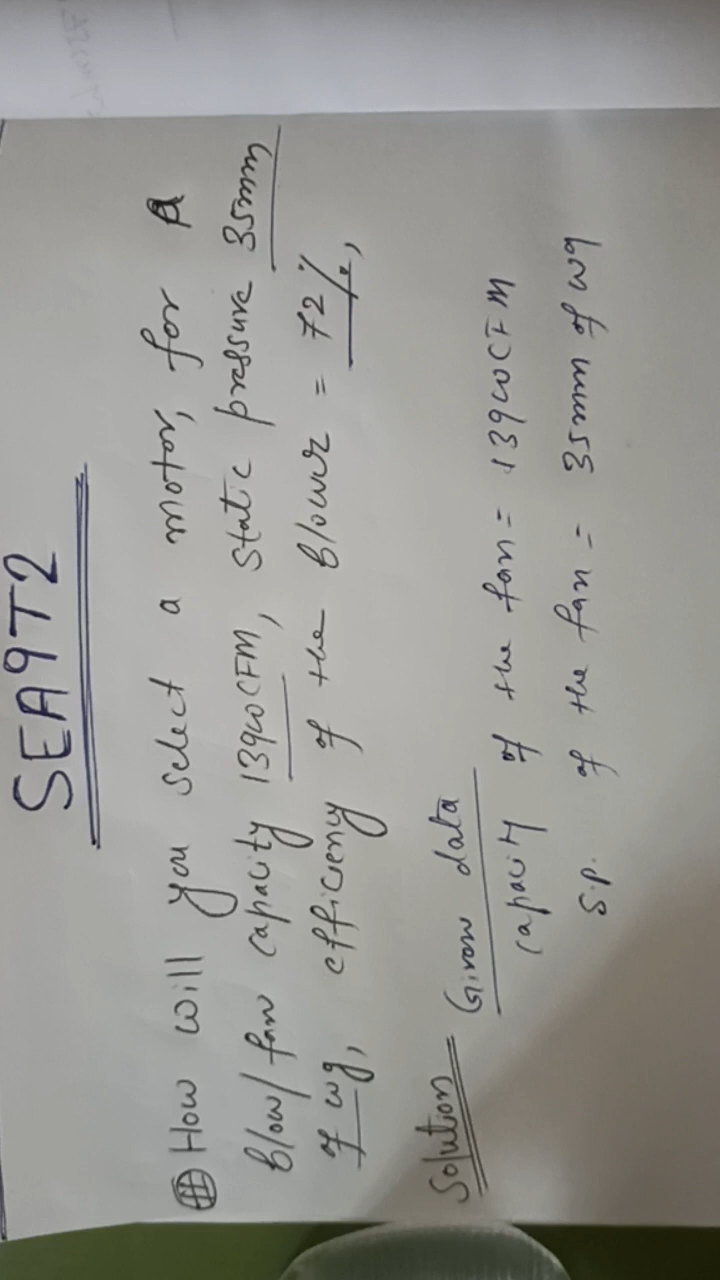 SEA9T2
How will you select a motor, for A
blow/fan capacity 13900CFM, static pressure 35mm
of wg, efficiency of the blower = 72%,
Solution Given data
capacity of the fan = 13900CFM
S.P. of the fan = 35mm of wg